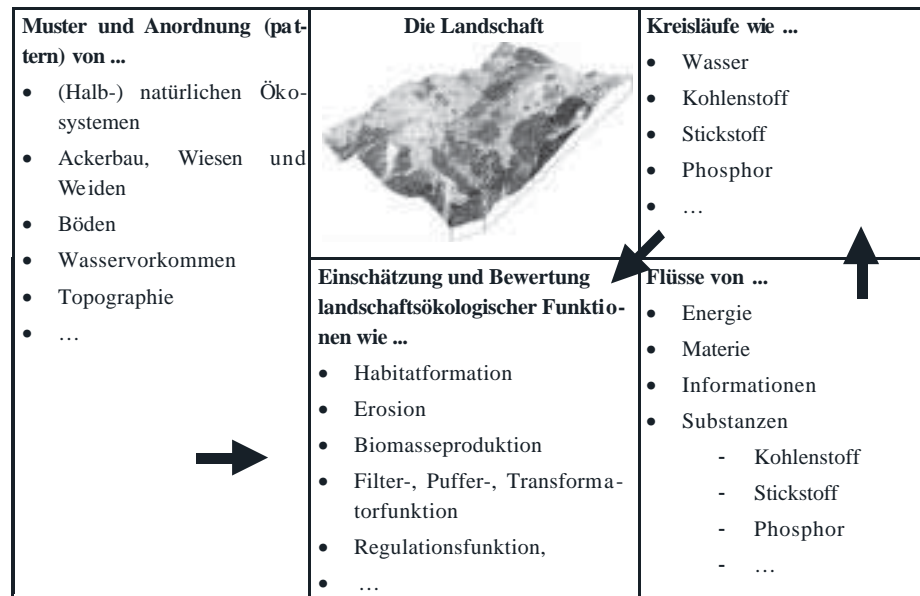 Muster und Anordnung (pat-
tern) von ...
• (Halb-) natürlichen Öko-
systemen
• Ackerbau, Wiesen und
Weiden
• Böden
• Wasservorkommen
• Topographie
• …
Die Landschaft
Einschätzung und Bewertung
landschaftsökologischer Funktio-
nen wie ...
• Habitatformation
• Erosion
• Biomasseproduktion
• Filter-, Puffer-, Transforma-
torfunktion
• Regulationsfunktion,
• …
Kreisläufe wie ...
• Wasser
• Kohlenstoff
• Stickstoff
• Phosphor
• …
Flüsse von ...
• Energie
• Materie
• Informationen
• Substanzen
- Kohlenstoff
- Stickstoff
- Phosphor
- …